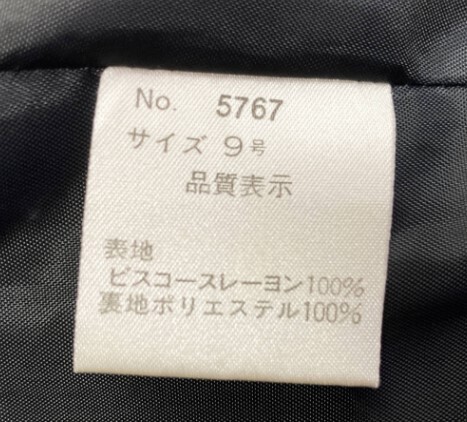 No. 5767
サイズ 9号
品質表示
表地
ビスコースレーヨン100%
裏地ポリエステル100%